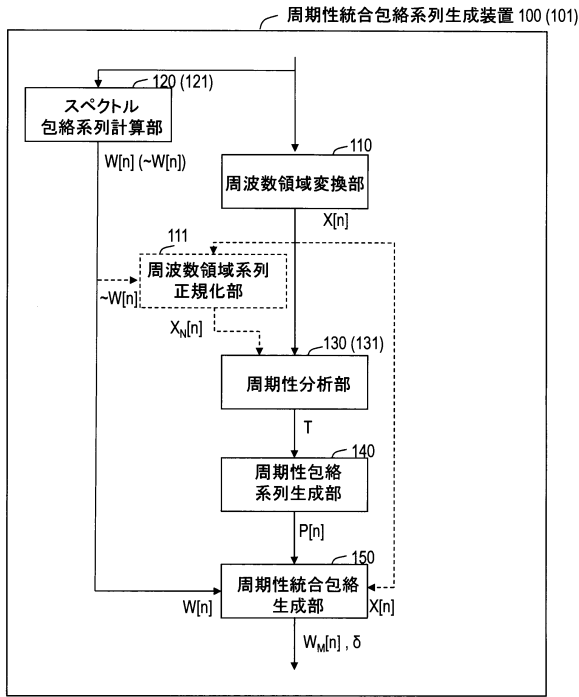 周期性統合包絡系列生成装置 100 (101)
120 (121)
スペクトル
包絡系列計算部
W[n] (~W[n])
110
周波数領域変換部
X[n]
111
周波数領域系列
正規化部
~W[n]
X_N[n]
130 (131)
周期性分析部
T
140
周期性包絡
系列生成部
P[n]
150
周期性統合包絡
生成部
W[n]
X[n]
W_M[n] , δ